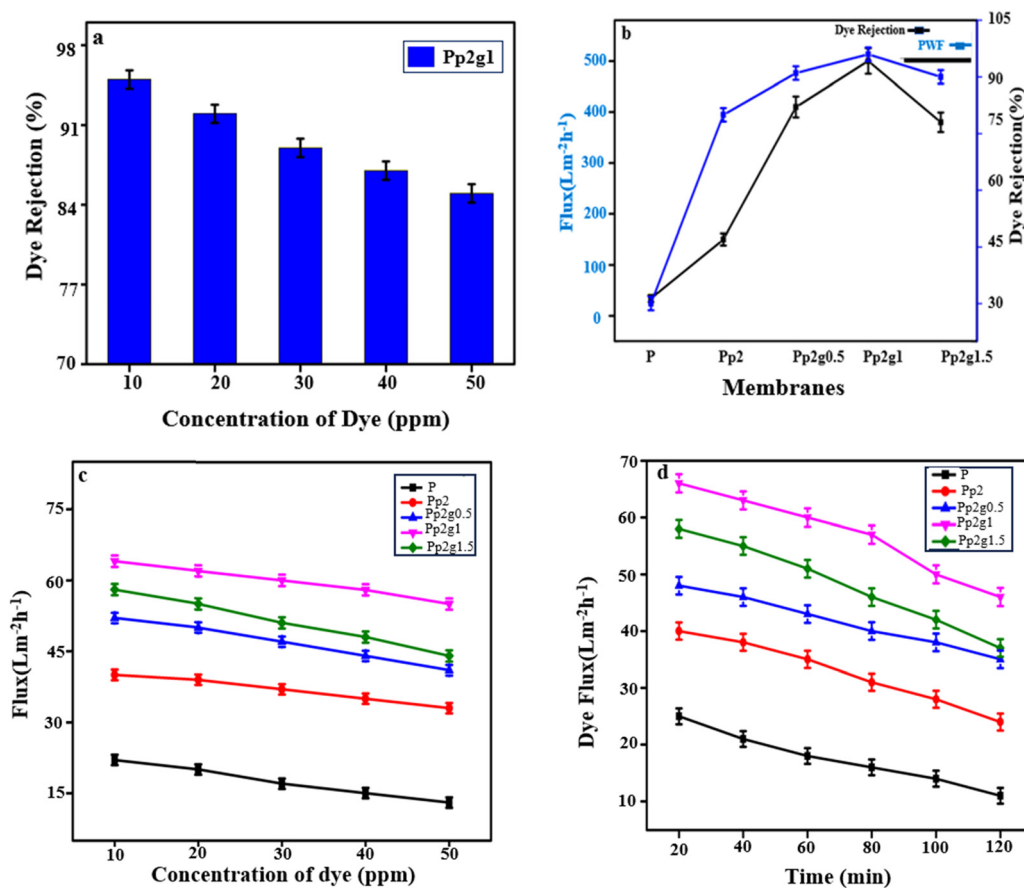 a
Pp2g1
98
91
84
77
70
Dye Rejection (%)
10 20 30 40 50
Concentration of Dye (ppm)
b
Dye Rejection
PWF
500
400
300
200
100
0
Flux(Lm-2h-1)
105
90
75
60
45
30
Dye Rejection(%)
P Pp2 Pp2g0.5 Pp2g1 Pp2g1.5
Membranes
c
P
Pp2
Pp2g0.5
Pp2g1
Pp2g1.5
75
60
45
30
15
Flux(Lm-2h-1)
10 20 30 40 50
Concentration of dye (ppm)
d
P
Pp2
Pp2g0.5
Pp2g1
Pp2g1.5
70
60
50
40
30
20
10
Dye Flux(Lm-2h-1)
20 40 60 80 100 120
Time (min)